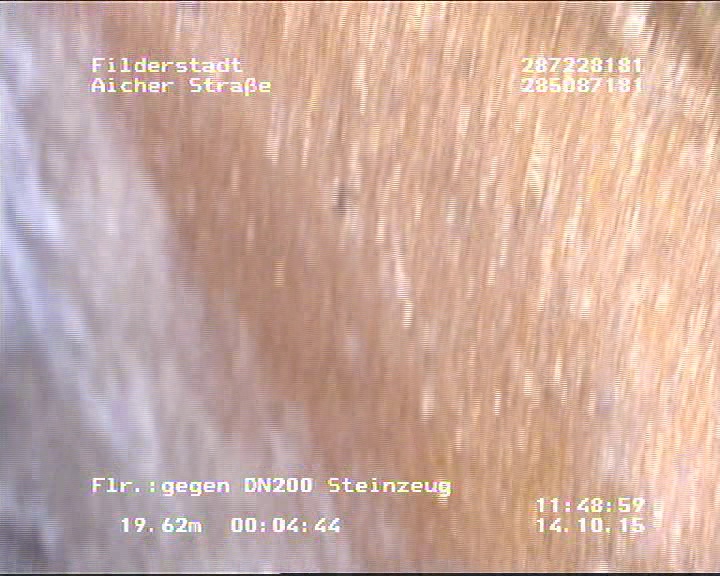 Filderstadt 287228181
Aicher Straße 285087181
Flr.:gegen DN200 Steinzeug
11:48:59
19.62m 00:04:44 14.10.15